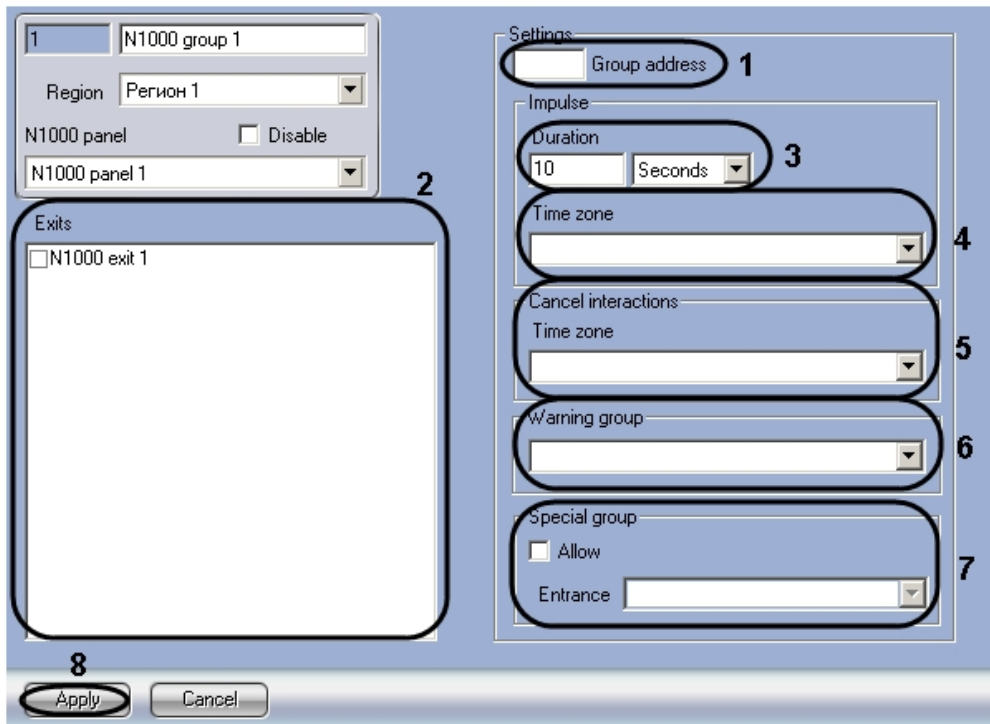 1
N1000 group 1
Region
Регион 1
N1000 panel
Disable
N1000 panel 1
2
Exits
N1000 exit 1
Settings
Group address
1
Impulse
Duration
10
Seconds
3
Time zone
4
Cancel interactions
Time zone
5
Warning group
6
Special group
Allow
Entrance
7
8
Apply
Cancel